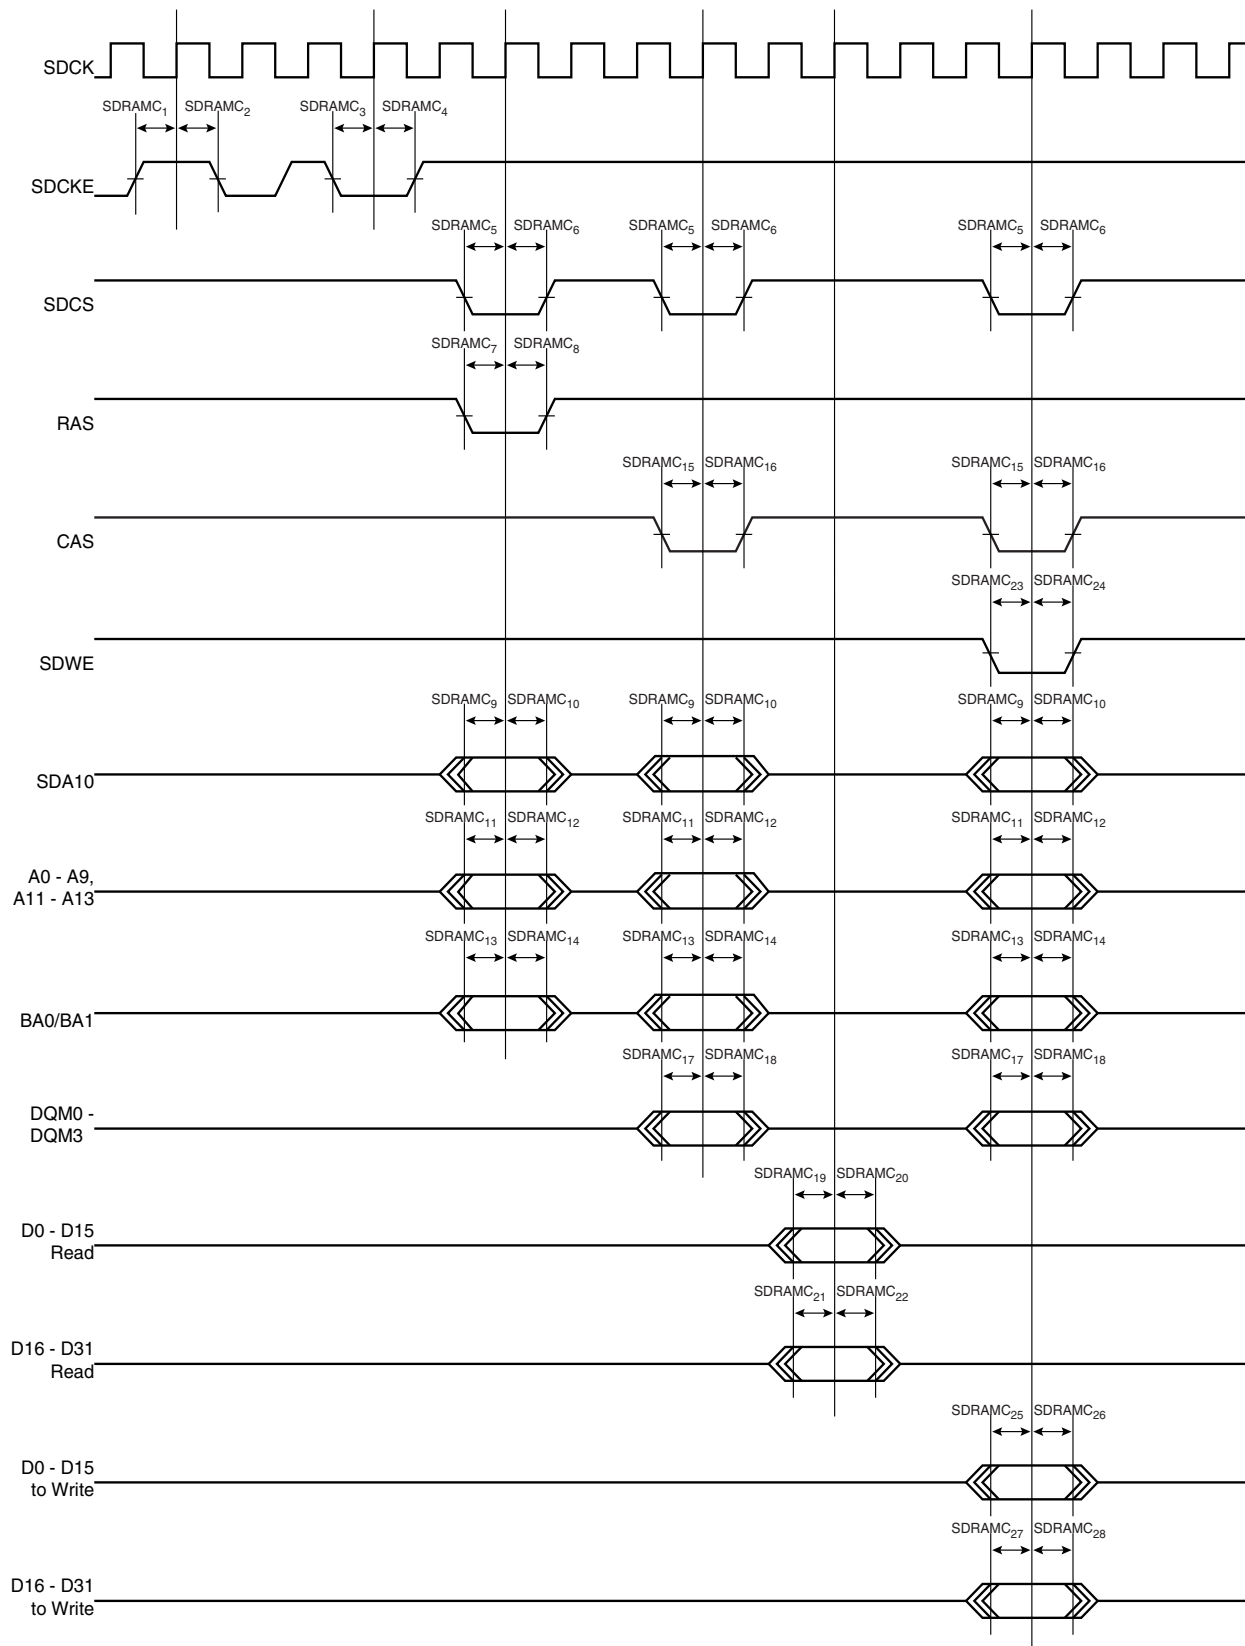 SDCK
SDRAMC1 SDRAMC2 SDRAMC3 SDRAMC4
SDCKE
SDRAMC5 SDRAMC6 SDRAMC5 SDRAMC6 SDRAMC5 SDRAMC6
SDCS
SDRAMC7 SDRAMC8
RAS
SDRAMC15 SDRAMC16 SDRAMC15 SDRAMC16
CAS
SDRAMC23 SDRAMC24
SDWE
SDRAMC9 SDRAMC10 SDRAMC9 SDRAMC10 SDRAMC9 SDRAMC10
SDA10
SDRAMC11 SDRAMC12 SDRAMC11 SDRAMC12 SDRAMC11 SDRAMC12
A0 - A9,
A11 - A13
SDRAMC13 SDRAMC14 SDRAMC13 SDRAMC14 SDRAMC13 SDRAMC14
BA0/BA1
SDRAMC17 SDRAMC18 SDRAMC17 SDRAMC18
DQM0 -
DQM3
SDRAMC19 SDRAMC20
D0 - D15
Read
SDRAMC21 SDRAMC22
D16 - D31
Read
SDRAMC25 SDRAMC26
D0 - D15
to Write
SDRAMC27 SDRAMC28
D16 - D31
to Write